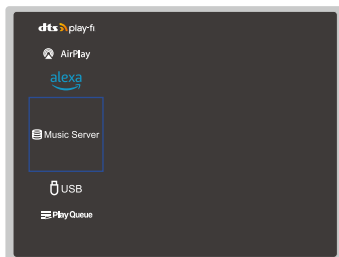 dts play-fi
AirPlay
alexa
Music Server
USB
Play Queue